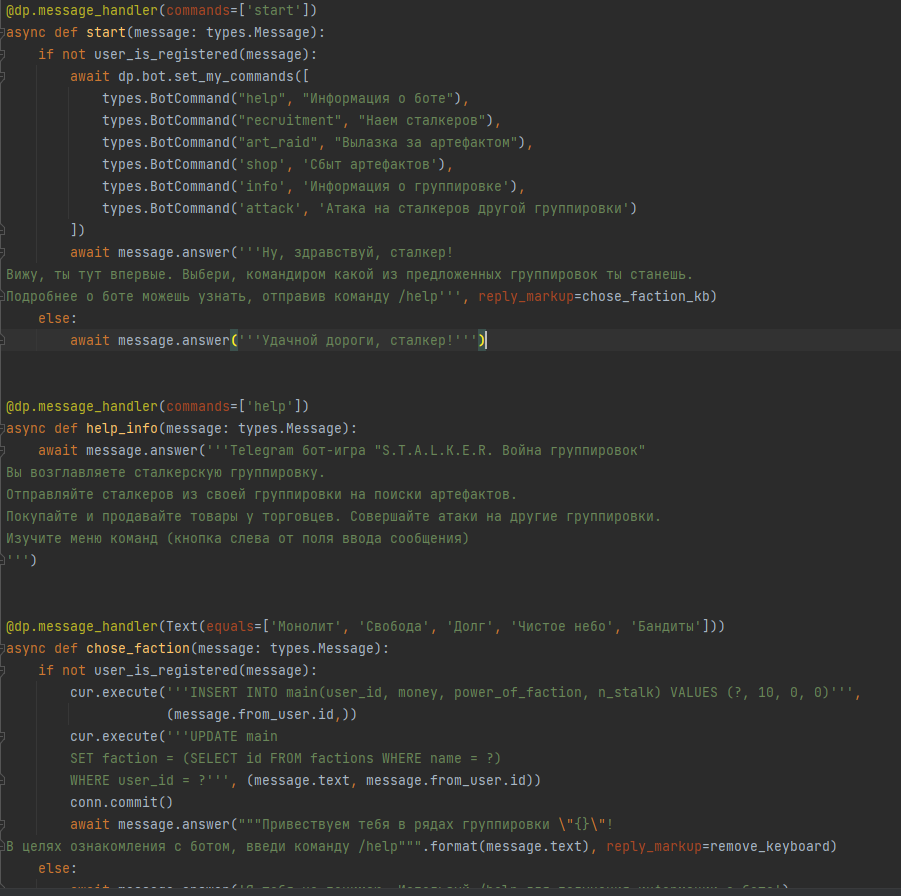 @dp.message_handler(commands=['start'])
async def start(message: types.Message):
    if not user_is_registered(message):
        await dp.bot.set_my_commands([
            types.BotCommand("help", "Информация о боте"),
            types.BotCommand("recruitment", "Наем сталкеров"),
            types.BotCommand("art_raid", "Вылазка за артефактом"),
            types.BotCommand('shop', 'Сбыт артефактов'),
            types.BotCommand('info', 'Информация о группировке'),
            types.BotCommand('attack', 'Атака на сталкеров другой группировки')
        ])
        await message.answer('''Ну, здравствуй, сталкер!
Вижу, ты тут впервые. Выбери, командиром какой из предложенных группировок ты станешь.
Подробнее о боте можешь узнать, отправив команду /help''', reply_markup=chose_faction_kb)
    else:
        await message.answer('''Удачной дороги, сталкер!''')
@dp.message_handler(commands=['help'])
async def help_info(message: types.Message):
    await message.answer('''Telegram бот-игра "S.T.A.L.K.E.R. Война группировок"
Вы возглавляете сталкерскую группировку.
Отправляйте сталкеров из своей группировки на поиски артефактов.
Покупайте и продавайте товары у торговцев. Совершайте атаки на другие группировки.
Изучите меню команд (кнопка слева от поля ввода сообщения)
''')
@dp.message_handler(Text(equals=['Монолит', 'Свобода', 'Долг', 'Чистое небо', 'Бандиты']))
async def chose_faction(message: types.Message):
    if not user_is_registered(message):
        cur.execute('''INSERT INTO main(user_id, money, power_of_faction, n_stalk) VALUES (?, 10, 0, 0)''',
                    (message.from_user.id,))
        cur.execute('''UPDATE main
        SET faction = (SELECT id FROM factions WHERE name = ?)
        WHERE user_id = ?''', (message.text, message.from_user.id))
        conn.commit()
        await message.answer("""Привествуем тебя в рядах группировки \"{}\"!
В целях ознакомления с ботом, введи команду /help""".format(message.text), reply_markup=remove_keyboard)
    else: